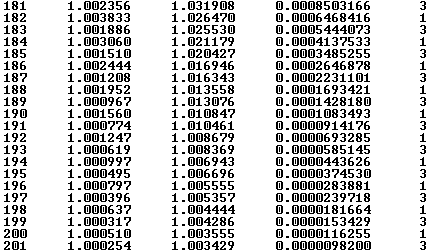 181 1.002356 1.031908 0.0008503166 3
182 1.003833 1.026470 0.0006468416 1
183 1.001886 1.025530 0.0005444073 3
184 1.003060 1.021179 0.0004137533 1
185 1.001510 1.020427 0.0003485255 3
186 1.002444 1.016946 0.0002646878 1
187 1.001208 1.016343 0.0002231101 3
188 1.001952 1.013558 0.0001693421 1
189 1.000967 1.013076 0.0001428180 3
190 1.001560 1.010847 0.0001083493 1
191 1.000774 1.010461 0.0000914176 3
192 1.001247 1.008679 0.0000693285 1
193 1.000619 1.008369 0.0000585145 3
194 1.000997 1.006943 0.0000443626 1
195 1.000495 1.006696 0.0000374530 3
196 1.000797 1.005555 0.0000283881 1
197 1.000396 1.005357 0.0000239718 3
198 1.000637 1.004444 0.0000181664 1
199 1.000317 1.004286 0.0000153429 3
200 1.000510 1.003555 0.0000116255 1
201 1.000254 1.003429 0.0000098200 3